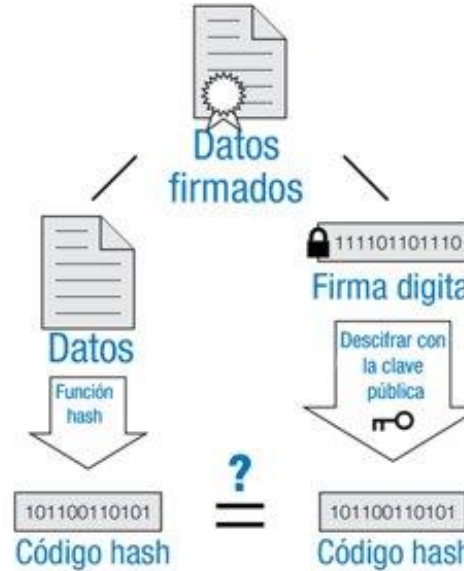 Datos
firmados
111101101110
Firma digita
Datos
Descifrar con
la clave
pública
Función
hash
?
=
101100110101
101100110101
Código hash
Código hash